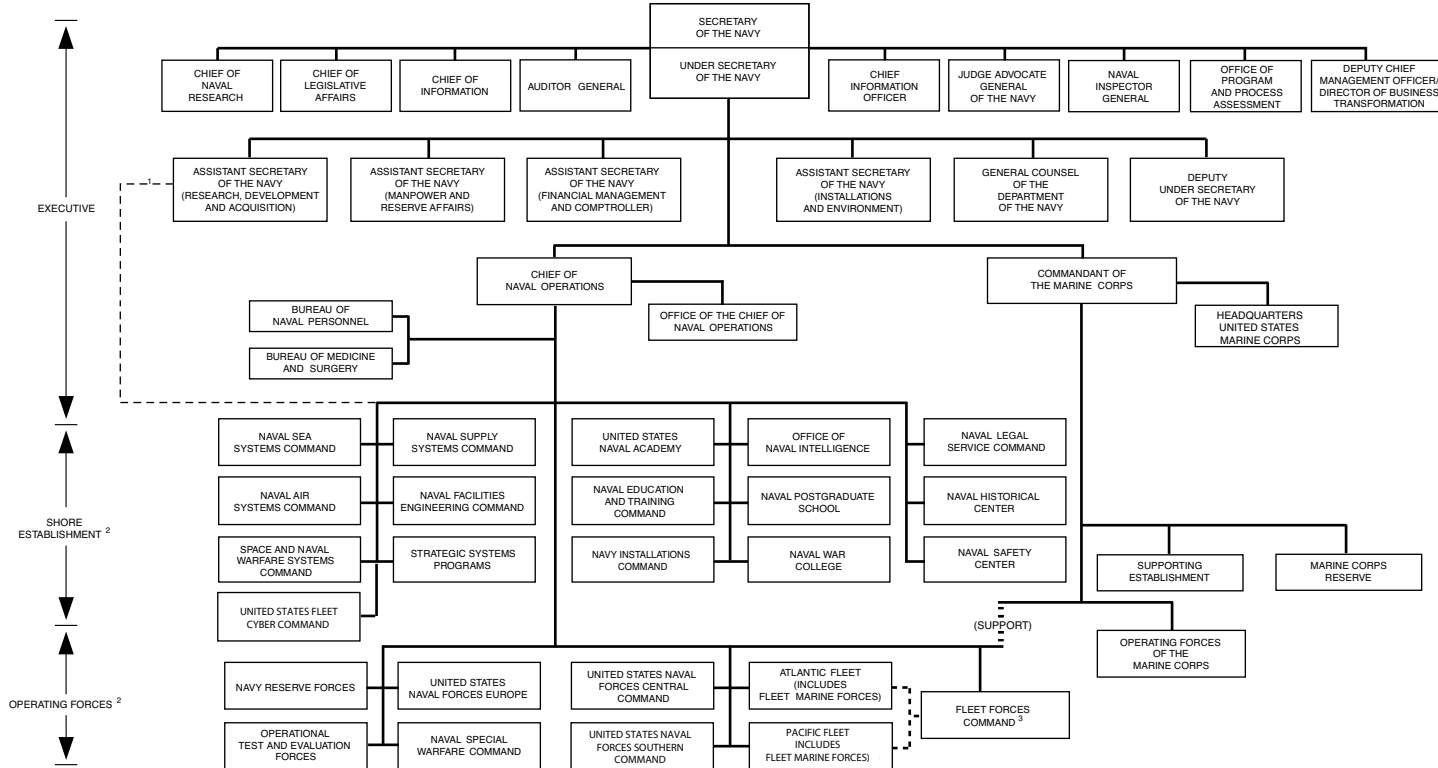 SECRETARY
OF THE NAVY
UNDER SECRETARY
OF THE NAVY
CHIEF OF
NAVAL
RESEARCH
CHIEF OF
LEGISLATIVE
AFFAIRS
CHIEF OF
INFORMATION
AUDITOR GENERAL
CHIEF
INFORMATION
OFFICER
JUDGE ADVOCATE
GENERAL
OF THE NAVY
NAVAL
INSPECTOR
GENERAL
OFFICE OF
PROGRAM
AND PROCESS
ASSESSMENT
DEPUTY CHIEF
MANAGEMENT OFFICER/
DIRECTOR OF BUSINESS
TRANSFORMATION
1
ASSISTANT SECRETARY
OF THE NAVY
(RESEARCH, DEVELOPMENT
AND ACQUISITION)
ASSISTANT SECRETARY
OF THE NAVY
(MANPOWER AND
RESERVE AFFAIRS)
ASSISTANT SECRETARY
OF THE NAVY
(FINANCIAL MANAGEMENT
AND COMPTROLLER)
ASSISTANT SECRETARY
OF THE NAVY
(INSTALLATIONS
AND ENVIRONMENT)
GENERAL COUNSEL
OF THE
DEPARTMENT
OF THE NAVY
DEPUTY
UNDER SECRETARY
OF THE NAVY
EXECUTIVE
CHIEF OF
NAVAL OPERATIONS
OFFICE OF THE CHIEF OF
NAVAL OPERATIONS
COMMANDANT OF
THE MARINE CORPS
HEADQUARTERS
UNITED STATES
MARINE CORPS
BUREAU OF
NAVAL PERSONNEL
BUREAU OF MEDICINE
AND SURGERY
NAVAL SEA
SYSTEMS COMMAND
NAVAL SUPPLY
SYSTEMS COMMAND
UNITED STATES
NAVAL ACADEMY
OFFICE OF
NAVAL INTELLIGENCE
NAVAL LEGAL
SERVICE COMMAND
NAVAL AIR
SYSTEMS COMMAND
NAVAL FACILITIES
ENGINEERING COMMAND
NAVAL EDUCATION
AND TRAINING
COMMAND
NAVAL POSTGRADUATE
SCHOOL
NAVAL HISTORICAL
CENTER
SHORE
ESTABLISHMENT 2
SPACE AND NAVAL
WARFARE SYSTEMS
COMMAND
STRATEGIC SYSTEMS
PROGRAMS
NAVY INSTALLATIONS
COMMAND
NAVAL WAR
COLLEGE
NAVAL SAFETY
CENTER
SUPPORTING
ESTABLISHMENT
MARINE CORPS
RESERVE
UNITED STATES FLEET
CYBER COMMAND
(SUPPORT)
OPERATING FORCES
OF THE
MARINE CORPS
OPERATING FORCES 2
NAVY RESERVE FORCES
UNITED STATES
NAVAL FORCES EUROPE
UNITED STATES NAVAL
FORCES CENTRAL
COMMAND
ATLANTIC FLEET
(INCLUDES
FLEET MARINE FORCES)
FLEET FORCES
COMMAND 3
OPERATIONAL
TEST AND EVALUATION
FORCES
NAVAL SPECIAL
WARFARE COMMAND
UNITED STATES NAVAL
FORCES SOUTHERN
COMMAND
PACIFIC FLEET
INCLUDES
FLEET MARINE FORCES)